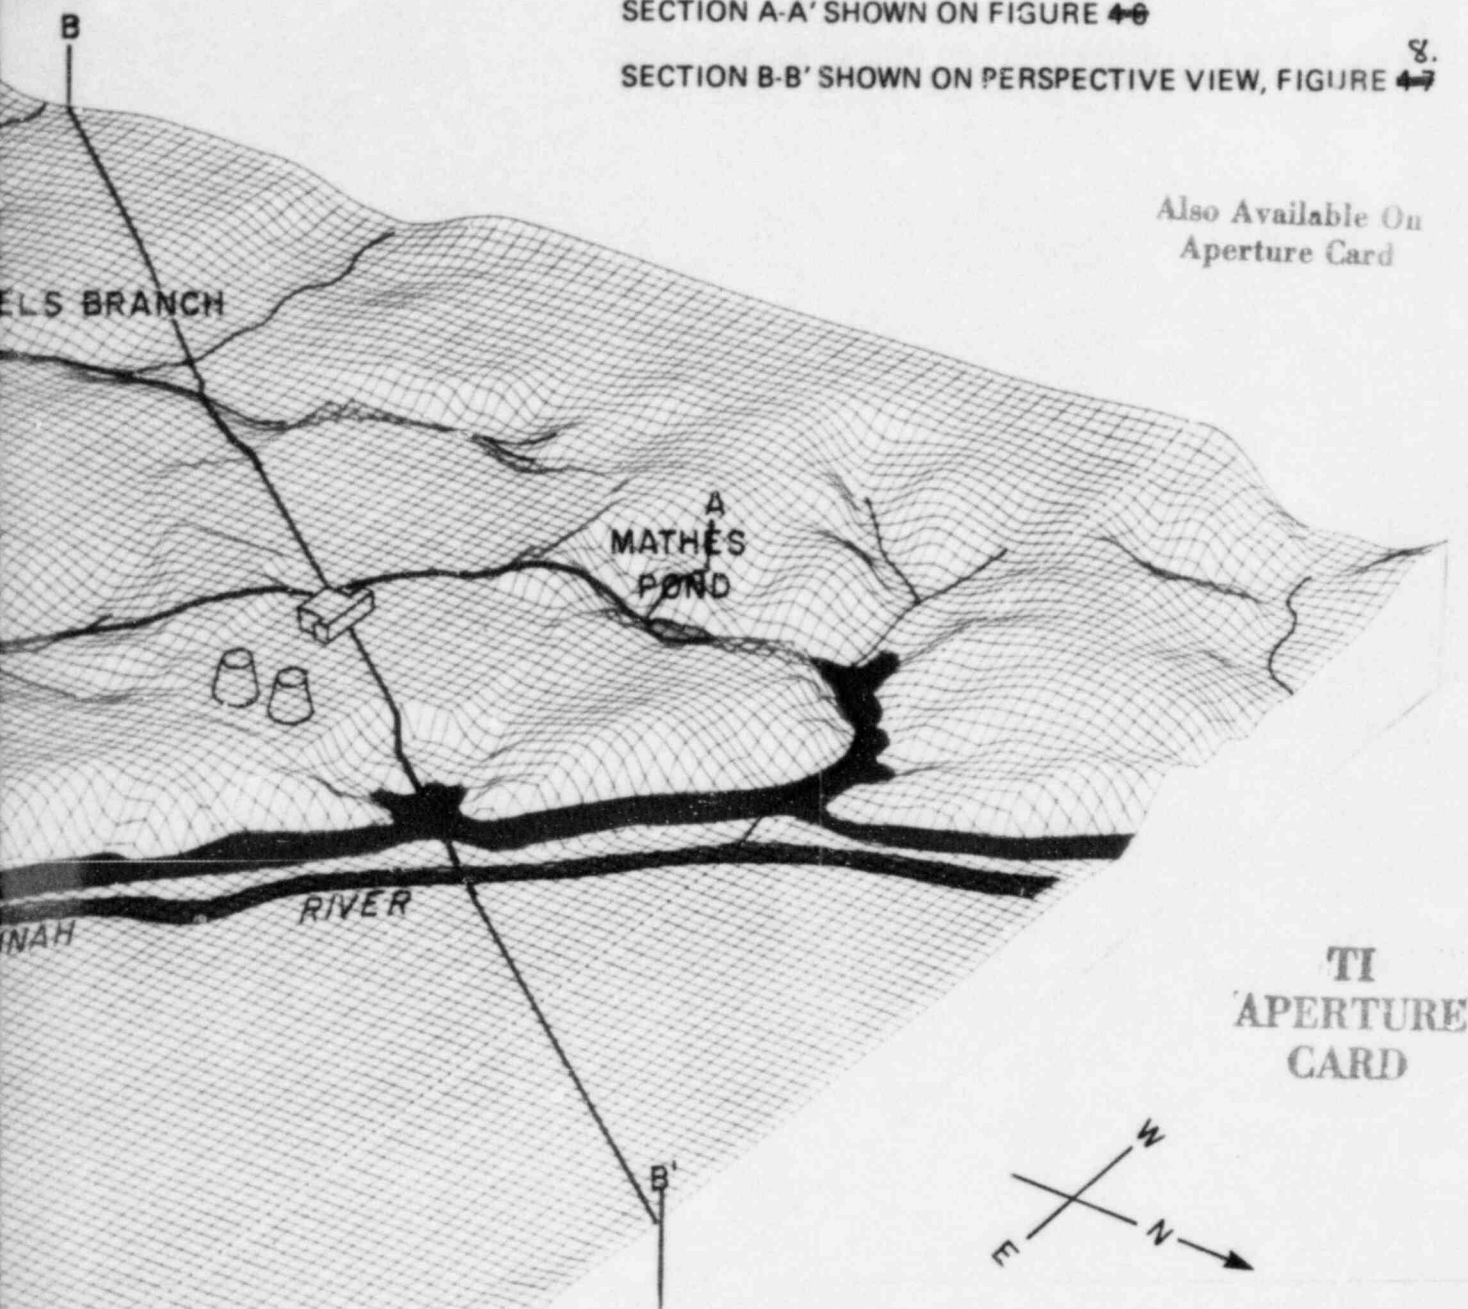 SECTION A-A' SHOWN ON FIGURE 4-6
8.
SECTION B-B' SHOWN ON PERSPECTIVE VIEW, FIGURE 4-7
B
Also Available On
Aperture Card
ELS BRANCH
A
MATHES
POND
RIVER
NNAH
TI
APERTURE
CARD
B'
W
N
E